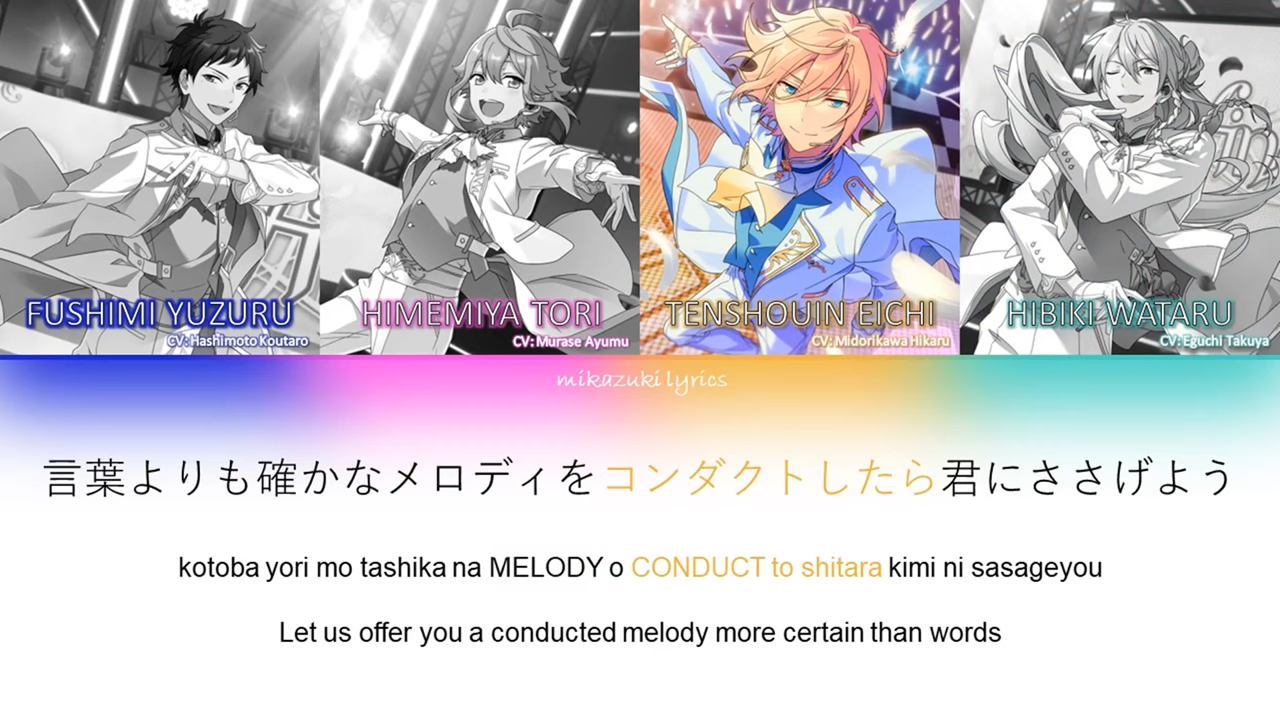 FUSHIMI YUZURU
CV: Hashimoto Koutaro
HIMEMIYA TORI
CV: Murase Ayumu
TENSHOUIN EICHI
CV: Midorikawa Hikaru
HIBIKI WATARU
CV: Eguchi Takuya
mikazuki lyrics
言葉よりも確かなメロディをコンダクトしたら君にささげよう
kotoba yori mo tashika na MELODY o CONDUCT to shitara kimi ni sasageyou
Let us offer you a conducted melody more certain than words